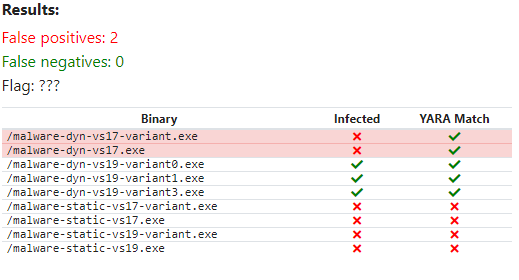 Results:
False positives: 2
False negatives: 0
Flag: ???
Binary Infected YARA Match
/malware-dyn-vs17-variant.exe
/malware-dyn-vs17.exe
/malware-dyn-vs19-variant0.exe
/malware-dyn-vs19-variant1.exe
/malware-dyn-vs19-variant3.exe
/malware-static-vs17-variant.exe
/malware-static-vs17.exe
/malware-static-vs19-variant.exe
/malware-static-vs19.exe